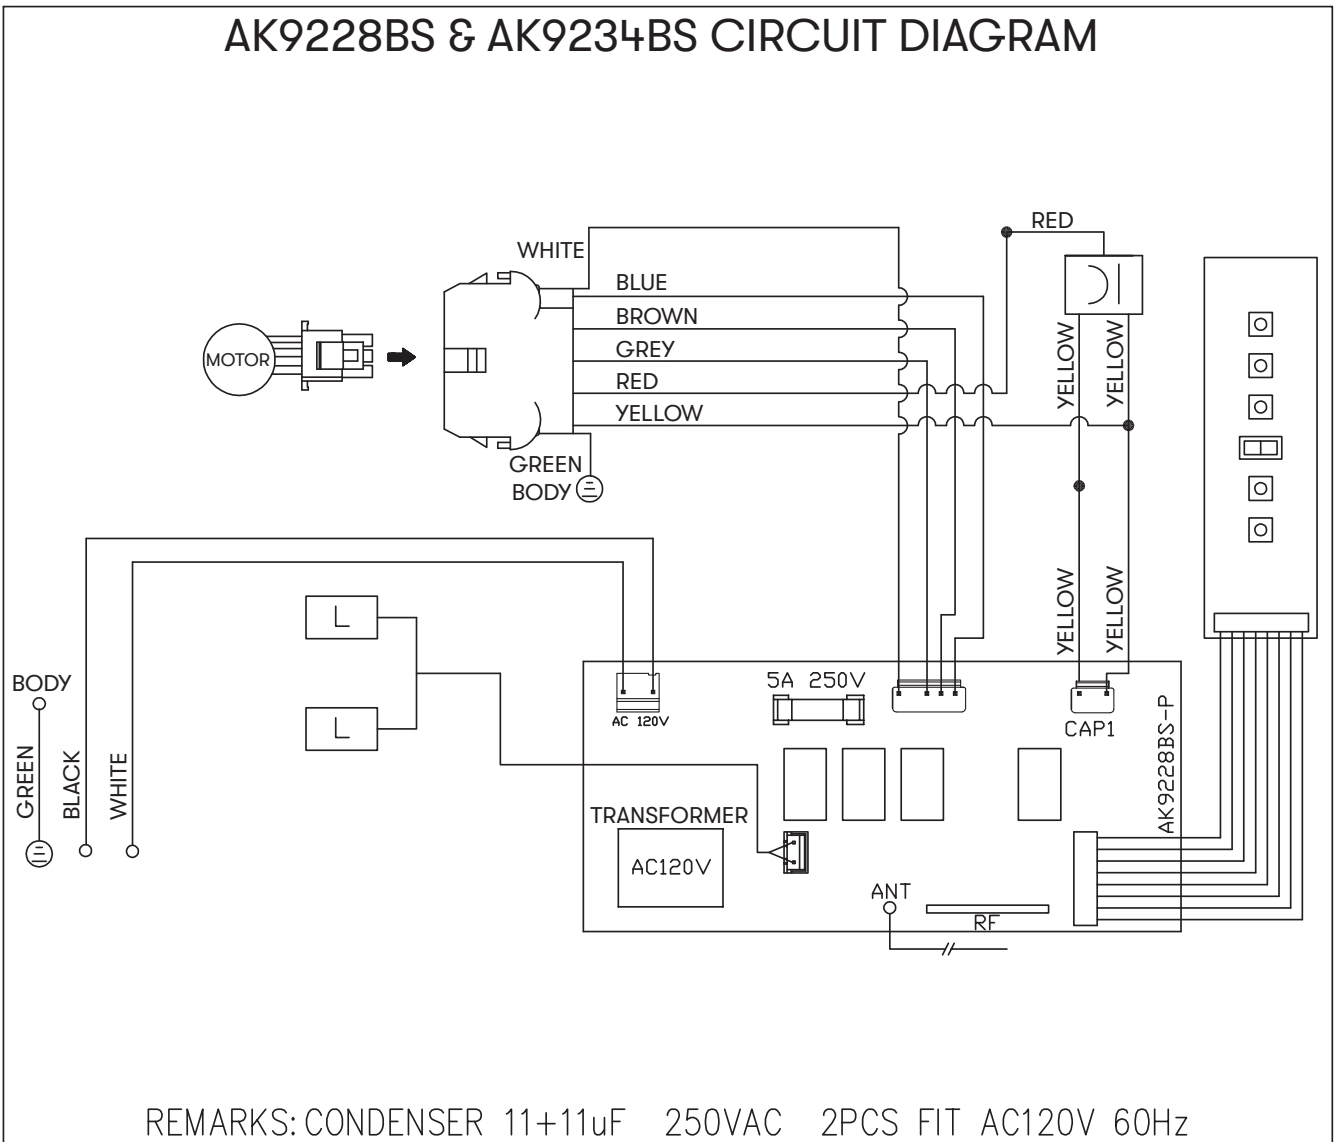 AK9228BS & AK9234BS CIRCUIT DIAGRAM
RED
WHITE
BLUE
BROWN
GREY
RED
YELLOW
MOTOR
YELLOW
YELLOW
GREEN
BODY
YELLOW
YELLOW
L
L
BODY
GREEN
BLACK
WHITE
AC 120V
5A 250V
CAP1
AK9228BS-P
TRANSFORMER
AC120V
ANT
RF
REMARKS: CONDENSER 11+11uF 250VAC 2PCS FIT AC120V 60Hz